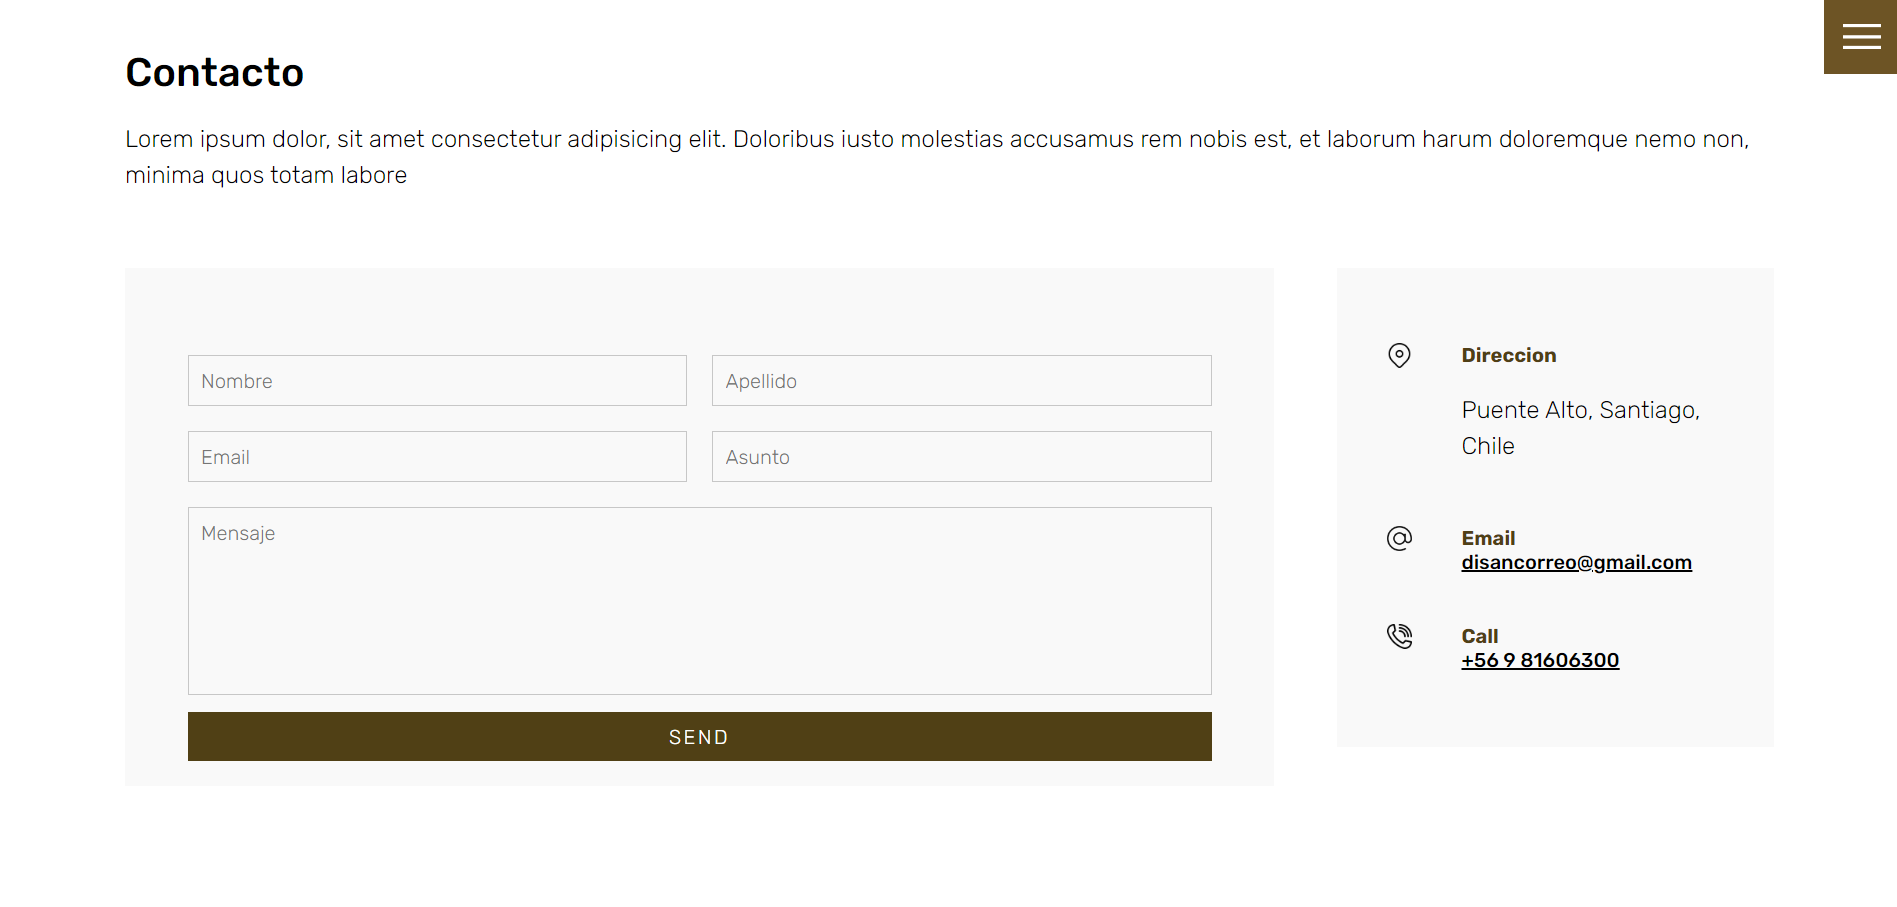 Contacto
Lorem ipsum dolor, sit amet consectetur adipisicing elit. Doloribus iusto molestias accusamus rem nobis est, et laborum harum doloremque nemo non,
minima quos totam labore
Nombre
Apellido
Email
Asunto
Mensaje
SEND
Direccion
Puente Alto, Santiago,
Chile
Email
disancorreo@gmail.com
Call
+56 9 81606300